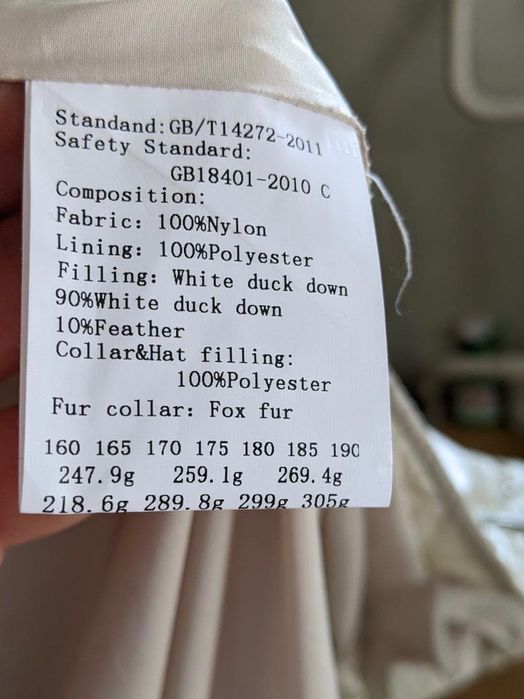 Standand:GB/T14272-2011
Safety Standard:
GB18401-2010 C
Composition:
Fabric: 100%Nylon
Lining: 100%Polyester
Filling: White duck down
90%White duck down
10%Feather
Collar&Hat filling:
100%Polyester
Fur collar: Fox fur
160 165 170 175 180 185 190
247.9g 259.1g 269.4g
218.6g 289.8g 299g 305g